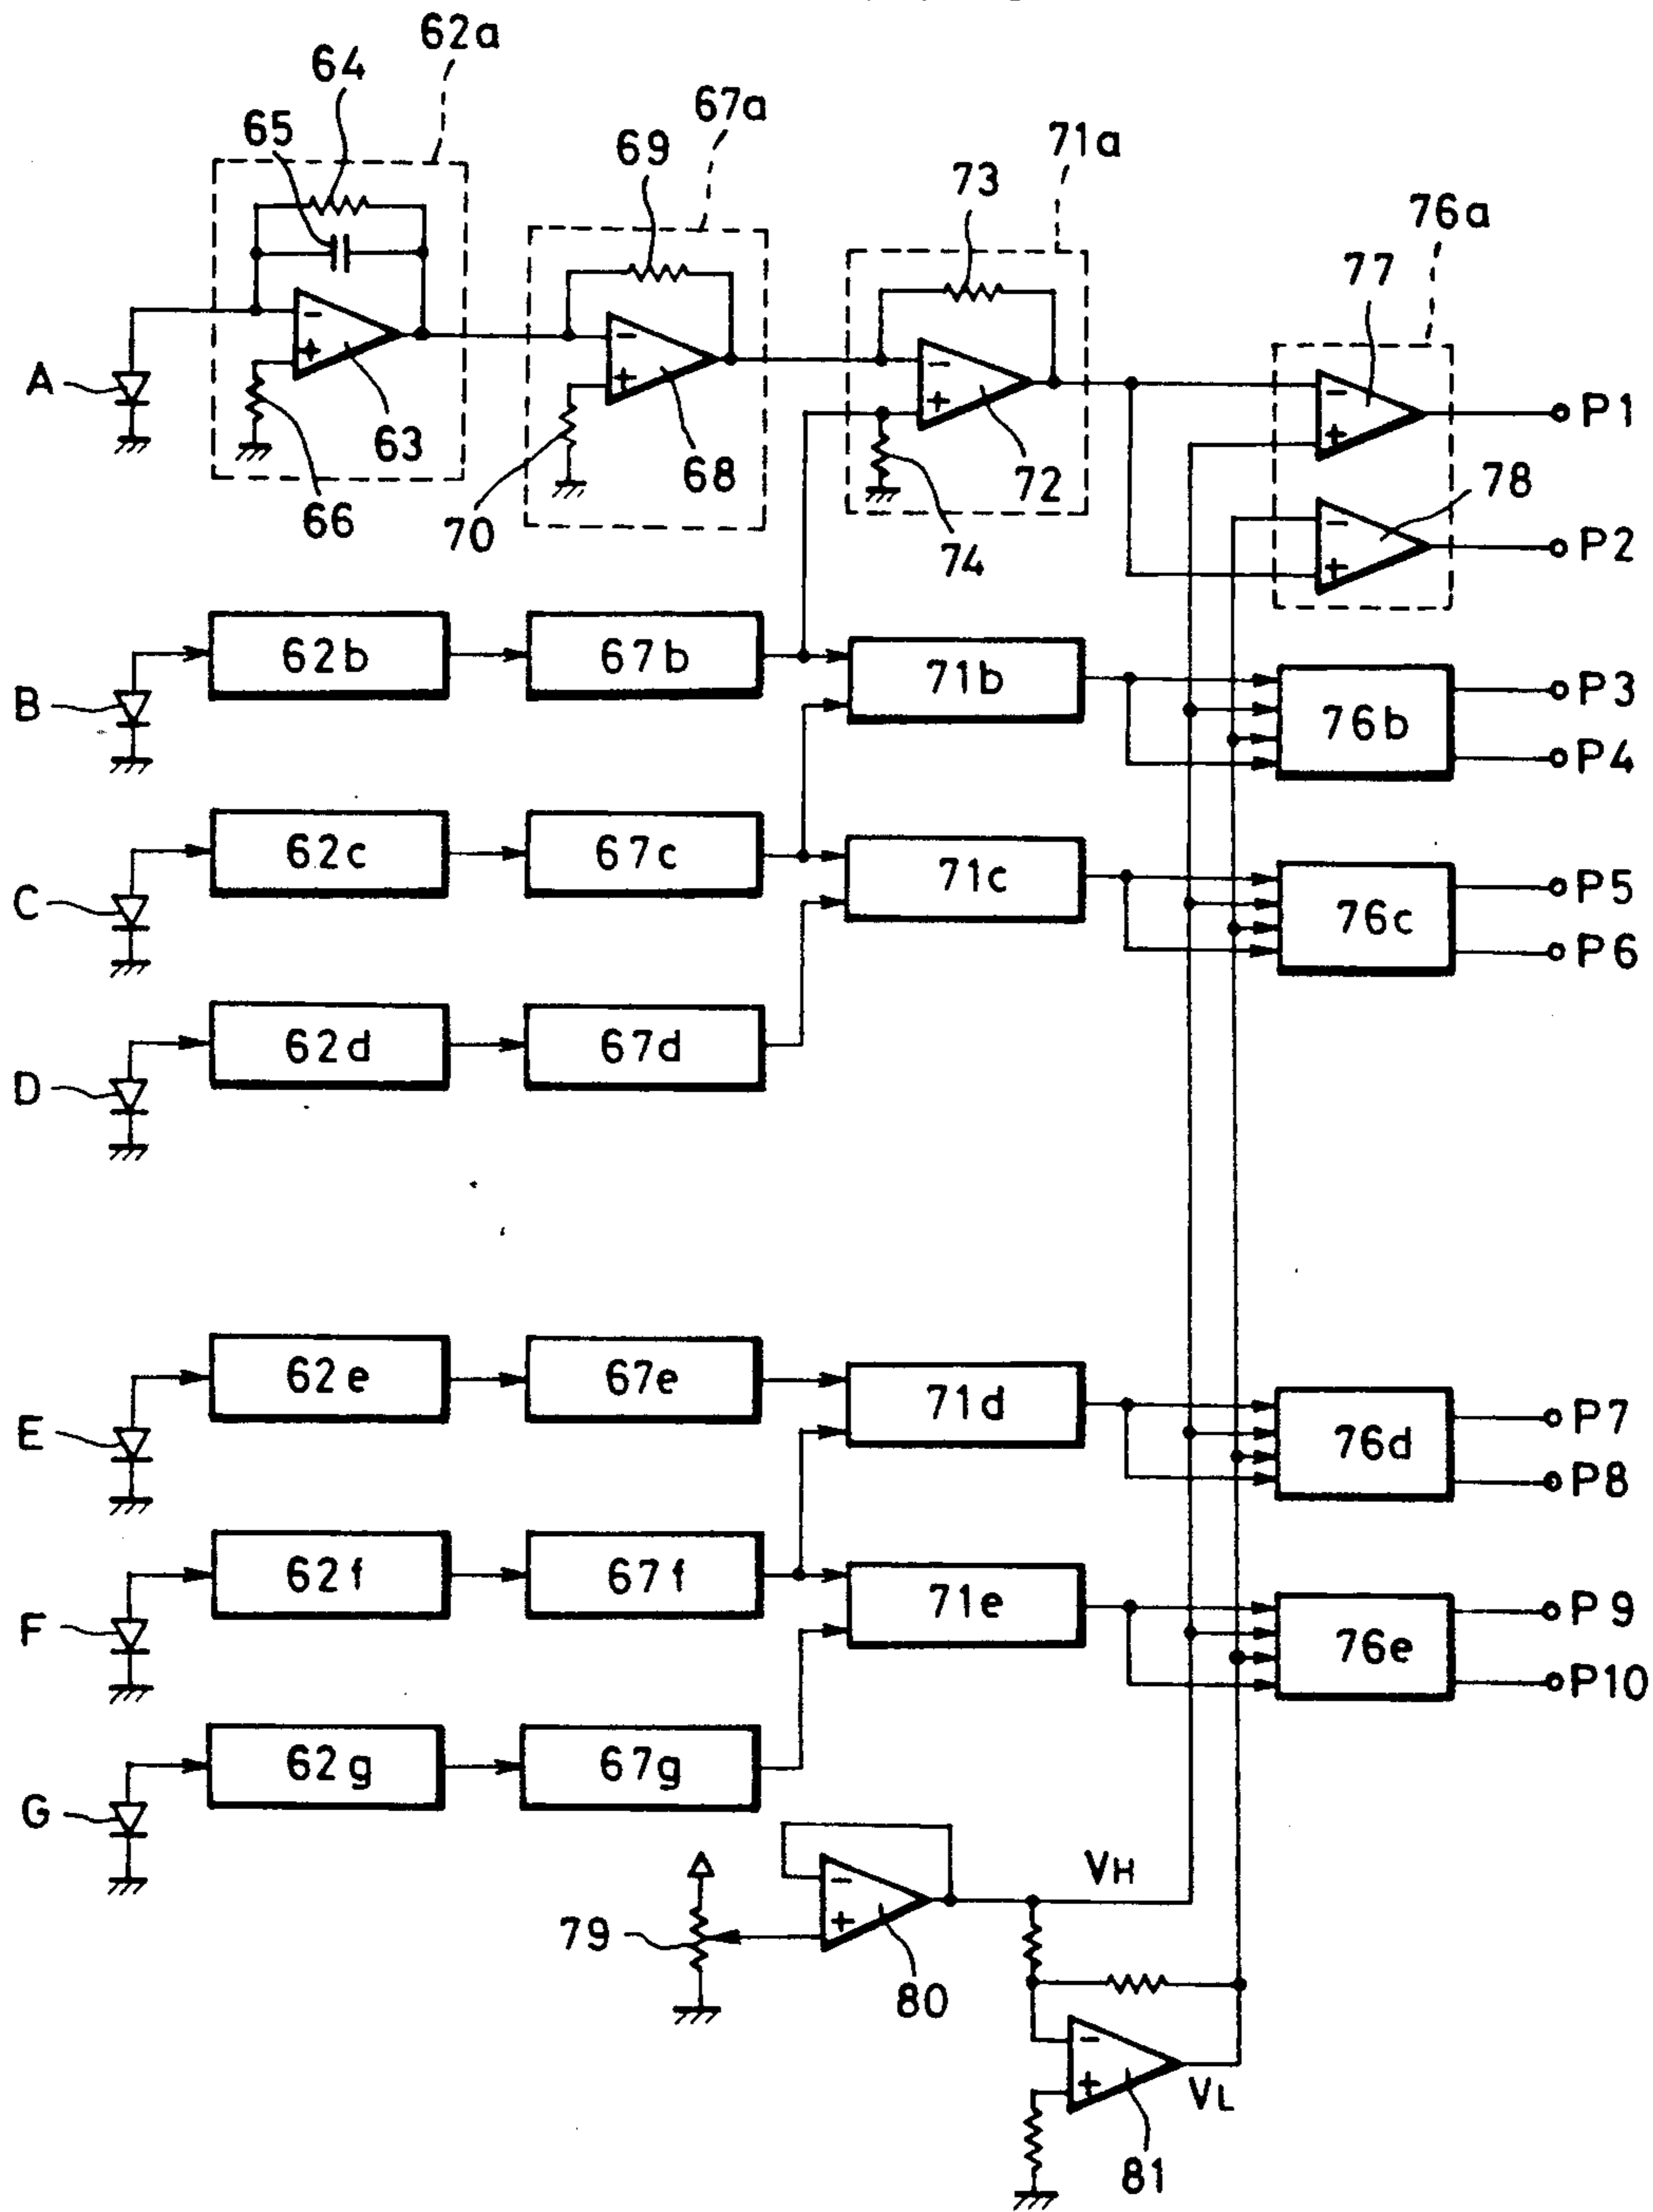 62a
64
67a
65
69
71a
73
76a
77
A
- +
63
66
- +
68
70
- +
72
74
- +
P1
78
- +
P2
B
62b
67b
71b
76b
P3
P4
C
62c
67c
71c
76c
P5
P6
D
62d
67d
E
62e
67e
71d
76d
P7
P8
F
62f
67f
71e
76e
P9
P10
G
62g
67g
79
- +
80
VH
- +
81
VL